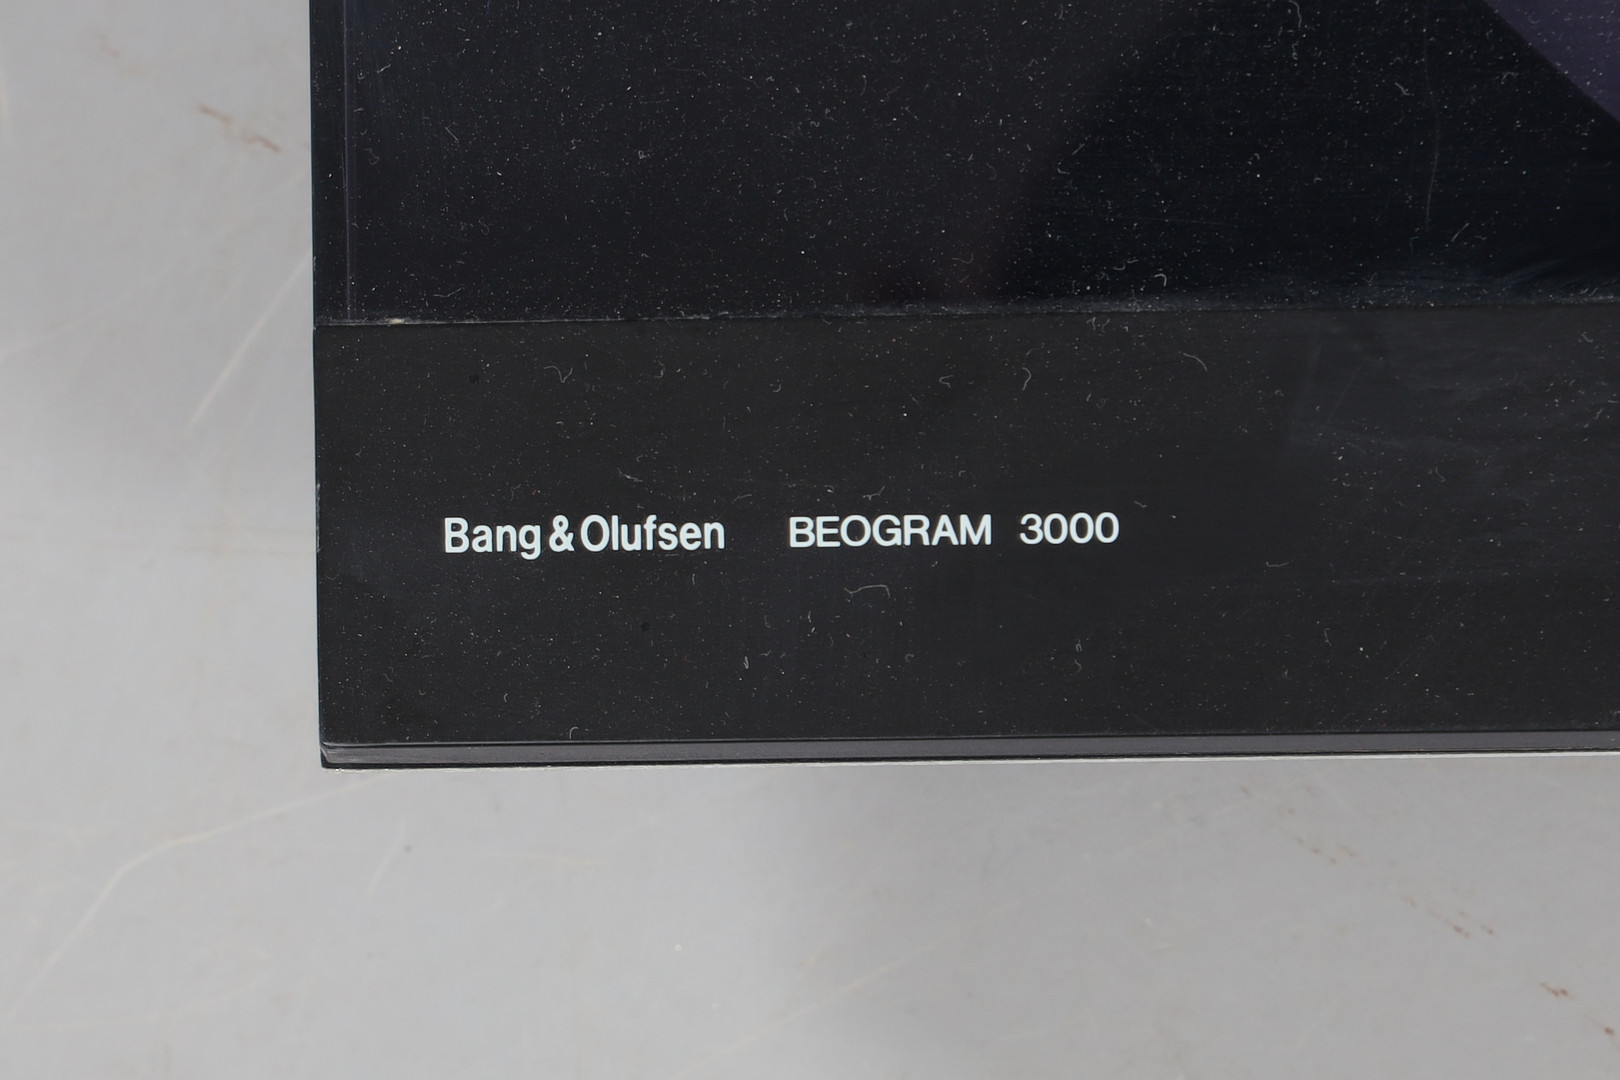 Bang & Olufsen BEOGRAM 3000